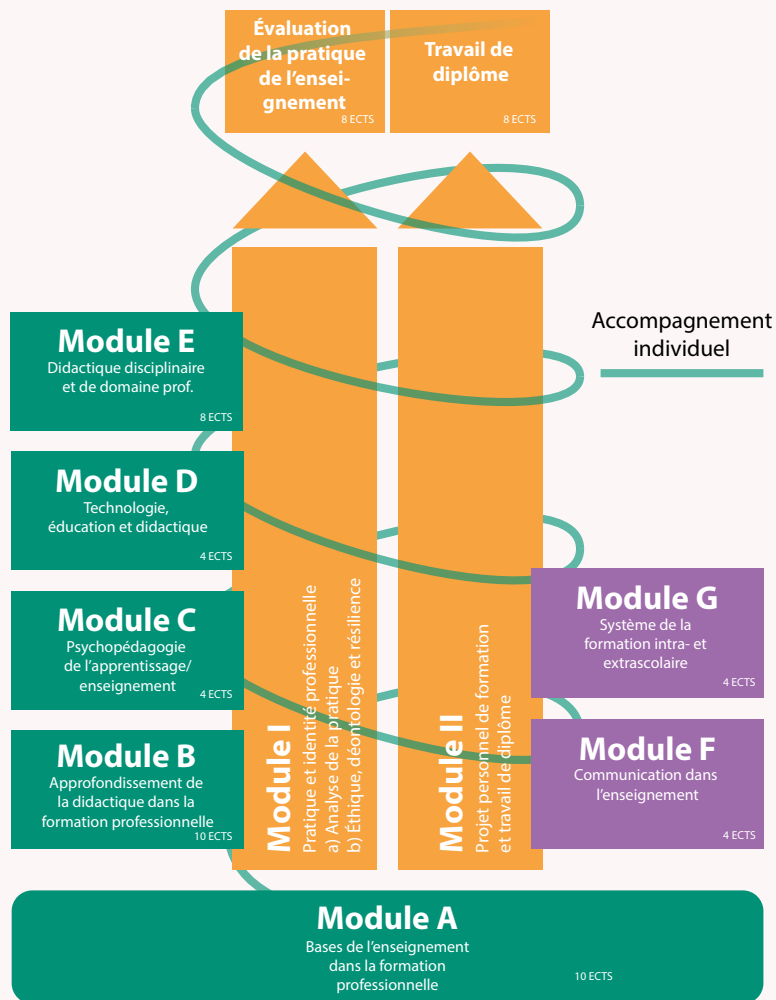 Évaluation
de la pratique
de l'ensei-
gnement
8 ECTS
Travail de
diplôme
8 ECTS
Accompagnement
individuel
Module E
Didactique disciplinaire
et de domaine prof.
8 ECTS
Module D
Technologie,
éducation et didactique
4 ECTS
Module C
Psychopédagogie
de l'apprentissage/
enseignement
4 ECTS
Module B
Approfondissement de
la didactique dans la
formation professionnelle
10 ECTS
Module I
Pratique et identité professionnelle
a) Analyse de la pratique
b) Éthique, déontologie et résilience
Module II
Projet personnel de formation
et travail de diplôme
Module G
Système de la
formation intra- et
extrascolaire
4 ECTS
Module F
Communication dans
l'enseignement
4 ECTS
Module A
Bases de l'enseignement
dans la formation
professionnelle
10 ECTS